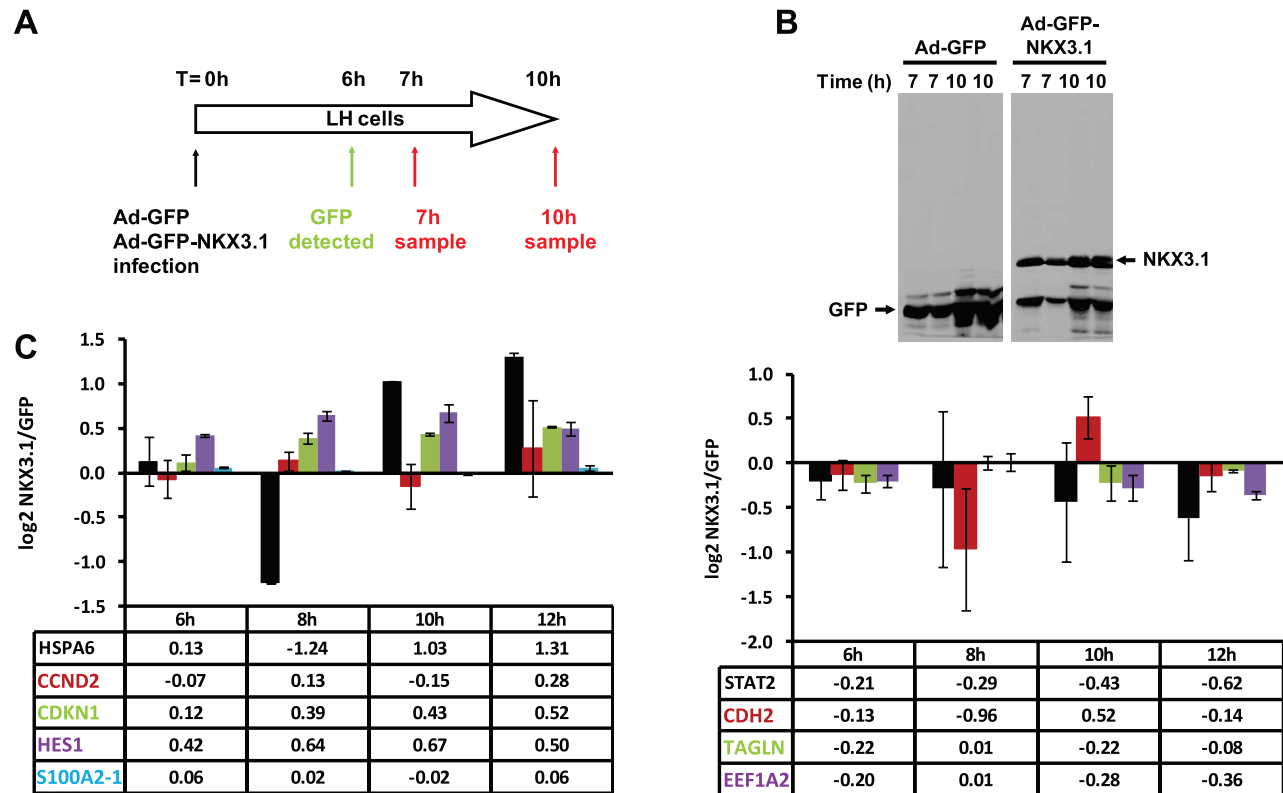 A
T= 0h 6h 7h 10h
LH cells
Ad-GFP
Ad-GFP-NKX3.1
infection
GFP
detected
7h
sample
10h
sample
B
Ad-GFP
Ad-GFP-
NKX3.1
Time (h) 7 7 10 10 7 7 10 10
NKX3.1
GFP
C
log2 NKX3.1/GFP
1.5
1.0
0.5
0.0
-0.5
-1.0
-1.5
6h 8h 10h 12h
HSPA6 0.13 -1.24 1.03 1.31
CCND2 -0.07 0.13 -0.15 0.28
CDKN1 0.12 0.39 0.43 0.52
HES1 0.42 0.64 0.67 0.50
S100A2-1 0.06 0.02 -0.02 0.06
log2 NKX3.1/GFP
1.0
0.5
0.0
-0.5
-1.0
-1.5
-2.0
6h 8h 10h 12h
STAT2 -0.21 -0.29 -0.43 -0.62
CDH2 -0.13 -0.96 0.52 -0.14
TAGLN -0.22 0.01 -0.22 -0.08
EEF1A2 -0.20 0.01 -0.28 -0.36